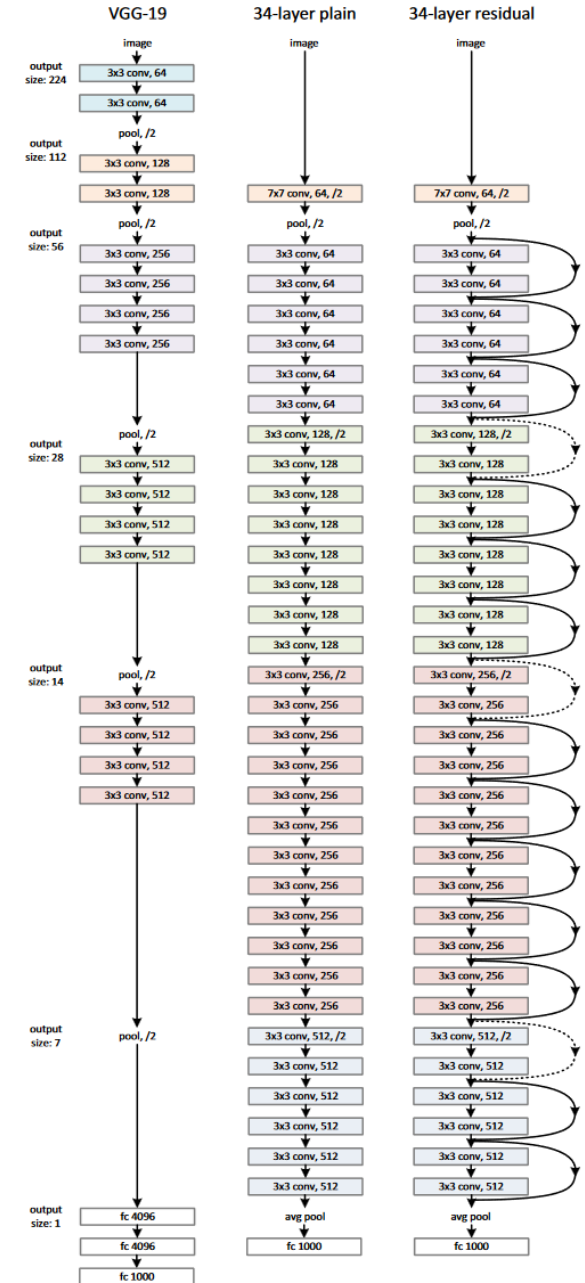 output
size: 224
output
size: 112
output
size: 56
output
size: 28
output
size: 14
output
size: 7
output
size: 1
VGG-19
image
3x3 conv, 64
3x3 conv, 64
pool, /2
3x3 conv, 128
3x3 conv, 128
pool, /2
3x3 conv, 256
3x3 conv, 256
3x3 conv, 256
3x3 conv, 256
pool, /2
3x3 conv, 512
3x3 conv, 512
3x3 conv, 512
3x3 conv, 512
pool, /2
3x3 conv, 512
3x3 conv, 512
3x3 conv, 512
3x3 conv, 512
pool, /2
fc 4096
fc 4096
fc 1000
34-layer plain
image
7x7 conv, 64, /2
pool, /2
3x3 conv, 64
3x3 conv, 64
3x3 conv, 64
3x3 conv, 64
3x3 conv, 64
3x3 conv, 64
3x3 conv, 128, /2
3x3 conv, 128
3x3 conv, 128
3x3 conv, 128
3x3 conv, 128
3x3 conv, 128
3x3 conv, 128
3x3 conv, 128
3x3 conv, 256, /2
3x3 conv, 256
3x3 conv, 256
3x3 conv, 256
3x3 conv, 256
3x3 conv, 256
3x3 conv, 256
3x3 conv, 256
3x3 conv, 256
3x3 conv, 256
3x3 conv, 256
3x3 conv, 256
3x3 conv, 512, /2
3x3 conv, 512
3x3 conv, 512
3x3 conv, 512
3x3 conv, 512
3x3 conv, 512
avg pool
fc 1000
34-layer residual
image
7x7 conv, 64, /2
pool, /2
3x3 conv, 64
3x3 conv, 64
3x3 conv, 64
3x3 conv, 64
3x3 conv, 64
3x3 conv, 64
3x3 conv, 128, /2
3x3 conv, 128
3x3 conv, 128
3x3 conv, 128
3x3 conv, 128
3x3 conv, 128
3x3 conv, 128
3x3 conv, 128
3x3 conv, 256, /2
3x3 conv, 256
3x3 conv, 256
3x3 conv, 256
3x3 conv, 256
3x3 conv, 256
3x3 conv, 256
3x3 conv, 256
3x3 conv, 256
3x3 conv, 256
3x3 conv, 256
3x3 conv, 256
3x3 conv, 512, /2
3x3 conv, 512
3x3 conv, 512
3x3 conv, 512
3x3 conv, 512
3x3 conv, 512
avg pool
fc 1000